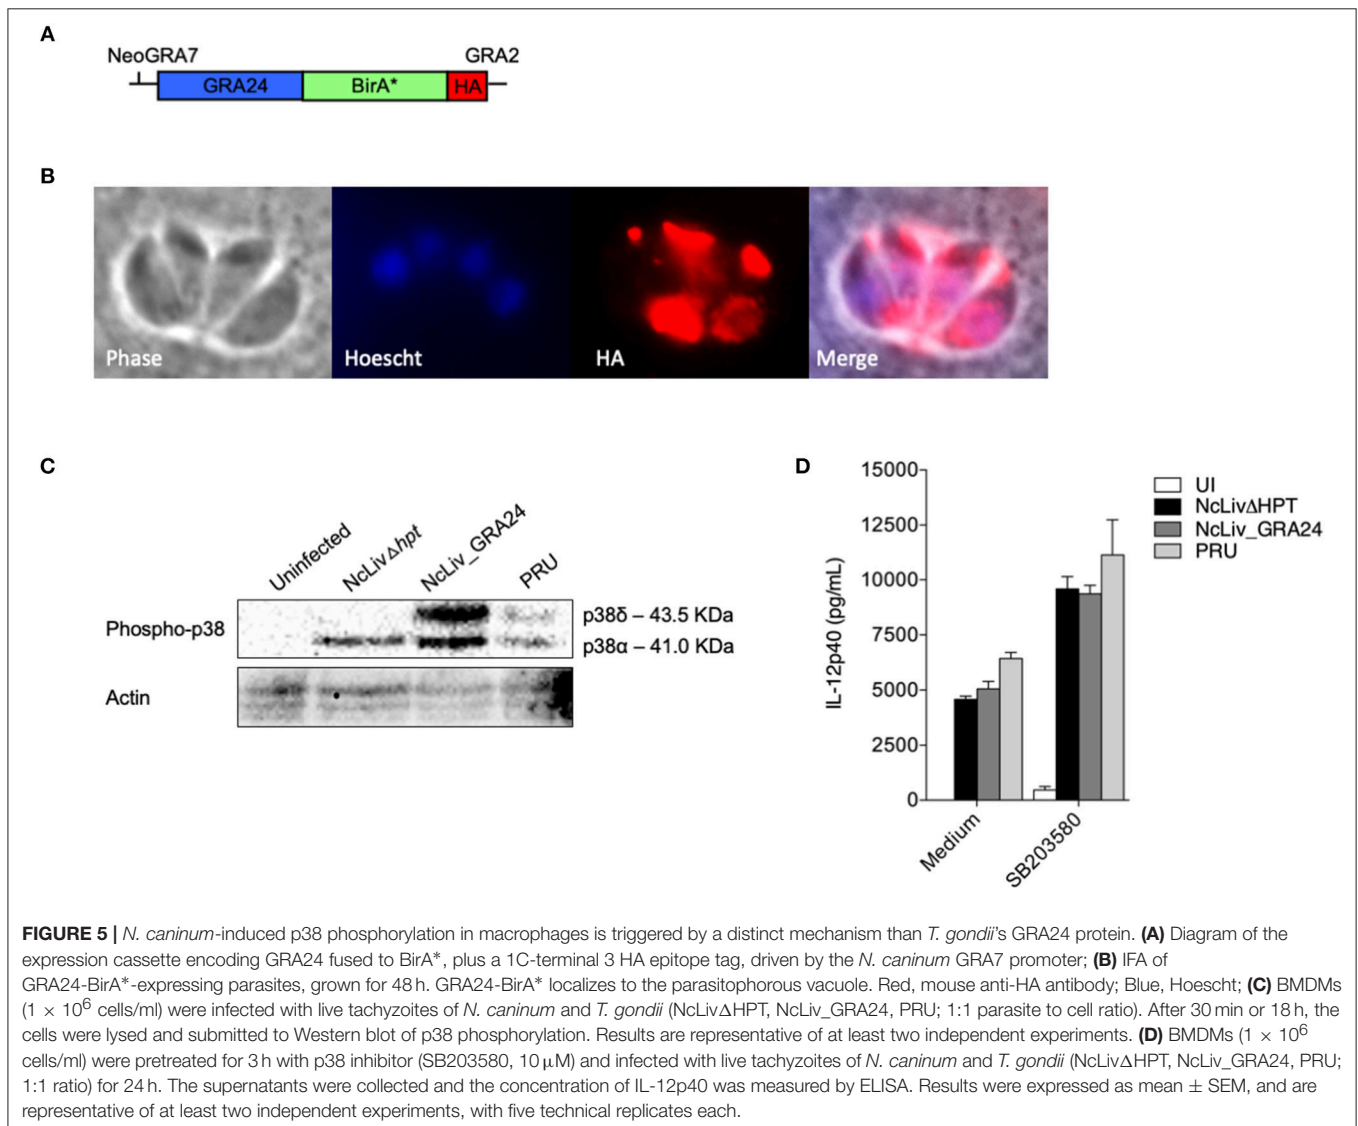 A
NeoGRA7
GRA2
GRA24
BirA*
HA
B
Phase
Hoescht
HA
Merge
C
Uninfected
NcLivΔhpt
NcLiv_GRA24
PRU
Phospho-p38
p38δ – 43.5 KDa
p38α – 41.0 KDa
Actin
D
IL-12p40 (pg/mL)
15000
12500
10000
7500
5000
2500
0
Medium
SB203580
UI
NcLivΔHPT
NcLiv_GRA24
PRU
FIGURE 5 | N. caninum-induced p38 phosphorylation in macrophages is triggered by a distinct mechanism than T. gondii's GRA24 protein. (A) Diagram of the
expression cassette encoding GRA24 fused to BirA*, plus a 1C-terminal 3 HA epitope tag, driven by the N. caninum GRA7 promoter; (B) IFA of
GRA24-BirA*-expressing parasites, grown for 48 h. GRA24-BirA* localizes to the parasitophorous vacuole. Red, mouse anti-HA antibody; Blue, Hoescht; (C) BMDMs
(1 × 10⁶ cells/ml) were infected with live tachyzoites of N. caninum and T. gondii (NcLivΔHPT, NcLiv_GRA24, PRU; 1:1 parasite to cell ratio). After 30 min or 18 h, the
cells were lysed and submitted to Western blot of p38 phosphorylation. Results are representative of at least two independent experiments. (D) BMDMs (1 × 10⁶
cells/ml) were pretreated for 3 h with p38 inhibitor (SB203580, 10 μM) and infected with live tachyzoites of N. caninum and T. gondii (NcLivΔHPT, NcLiv_GRA24, PRU;
1:1 ratio) for 24 h. The supernatants were collected and the concentration of IL-12p40 was measured by ELISA. Results were expressed as mean ± SEM, and are
representative of at least two independent experiments, with five technical replicates each.